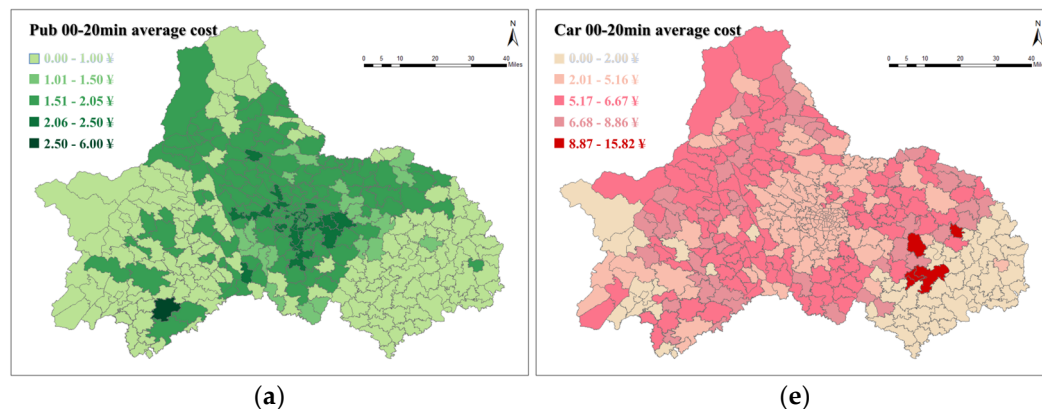 Pub 00-20min average cost
0.00 - 1.00 ¥
1.01 - 1.50 ¥
1.51 - 2.05 ¥
2.06 - 2.50 ¥
2.50 - 6.00 ¥
N
0 5 10 20 30 40
Miles
(a)
Car 00-20min average cost
0.00 - 2.00 ¥
2.01 - 5.16 ¥
5.17 - 6.67 ¥
6.68 - 8.86 ¥
8.87 - 15.82 ¥
N
0 5 10 20 30 40
Miles
(e)